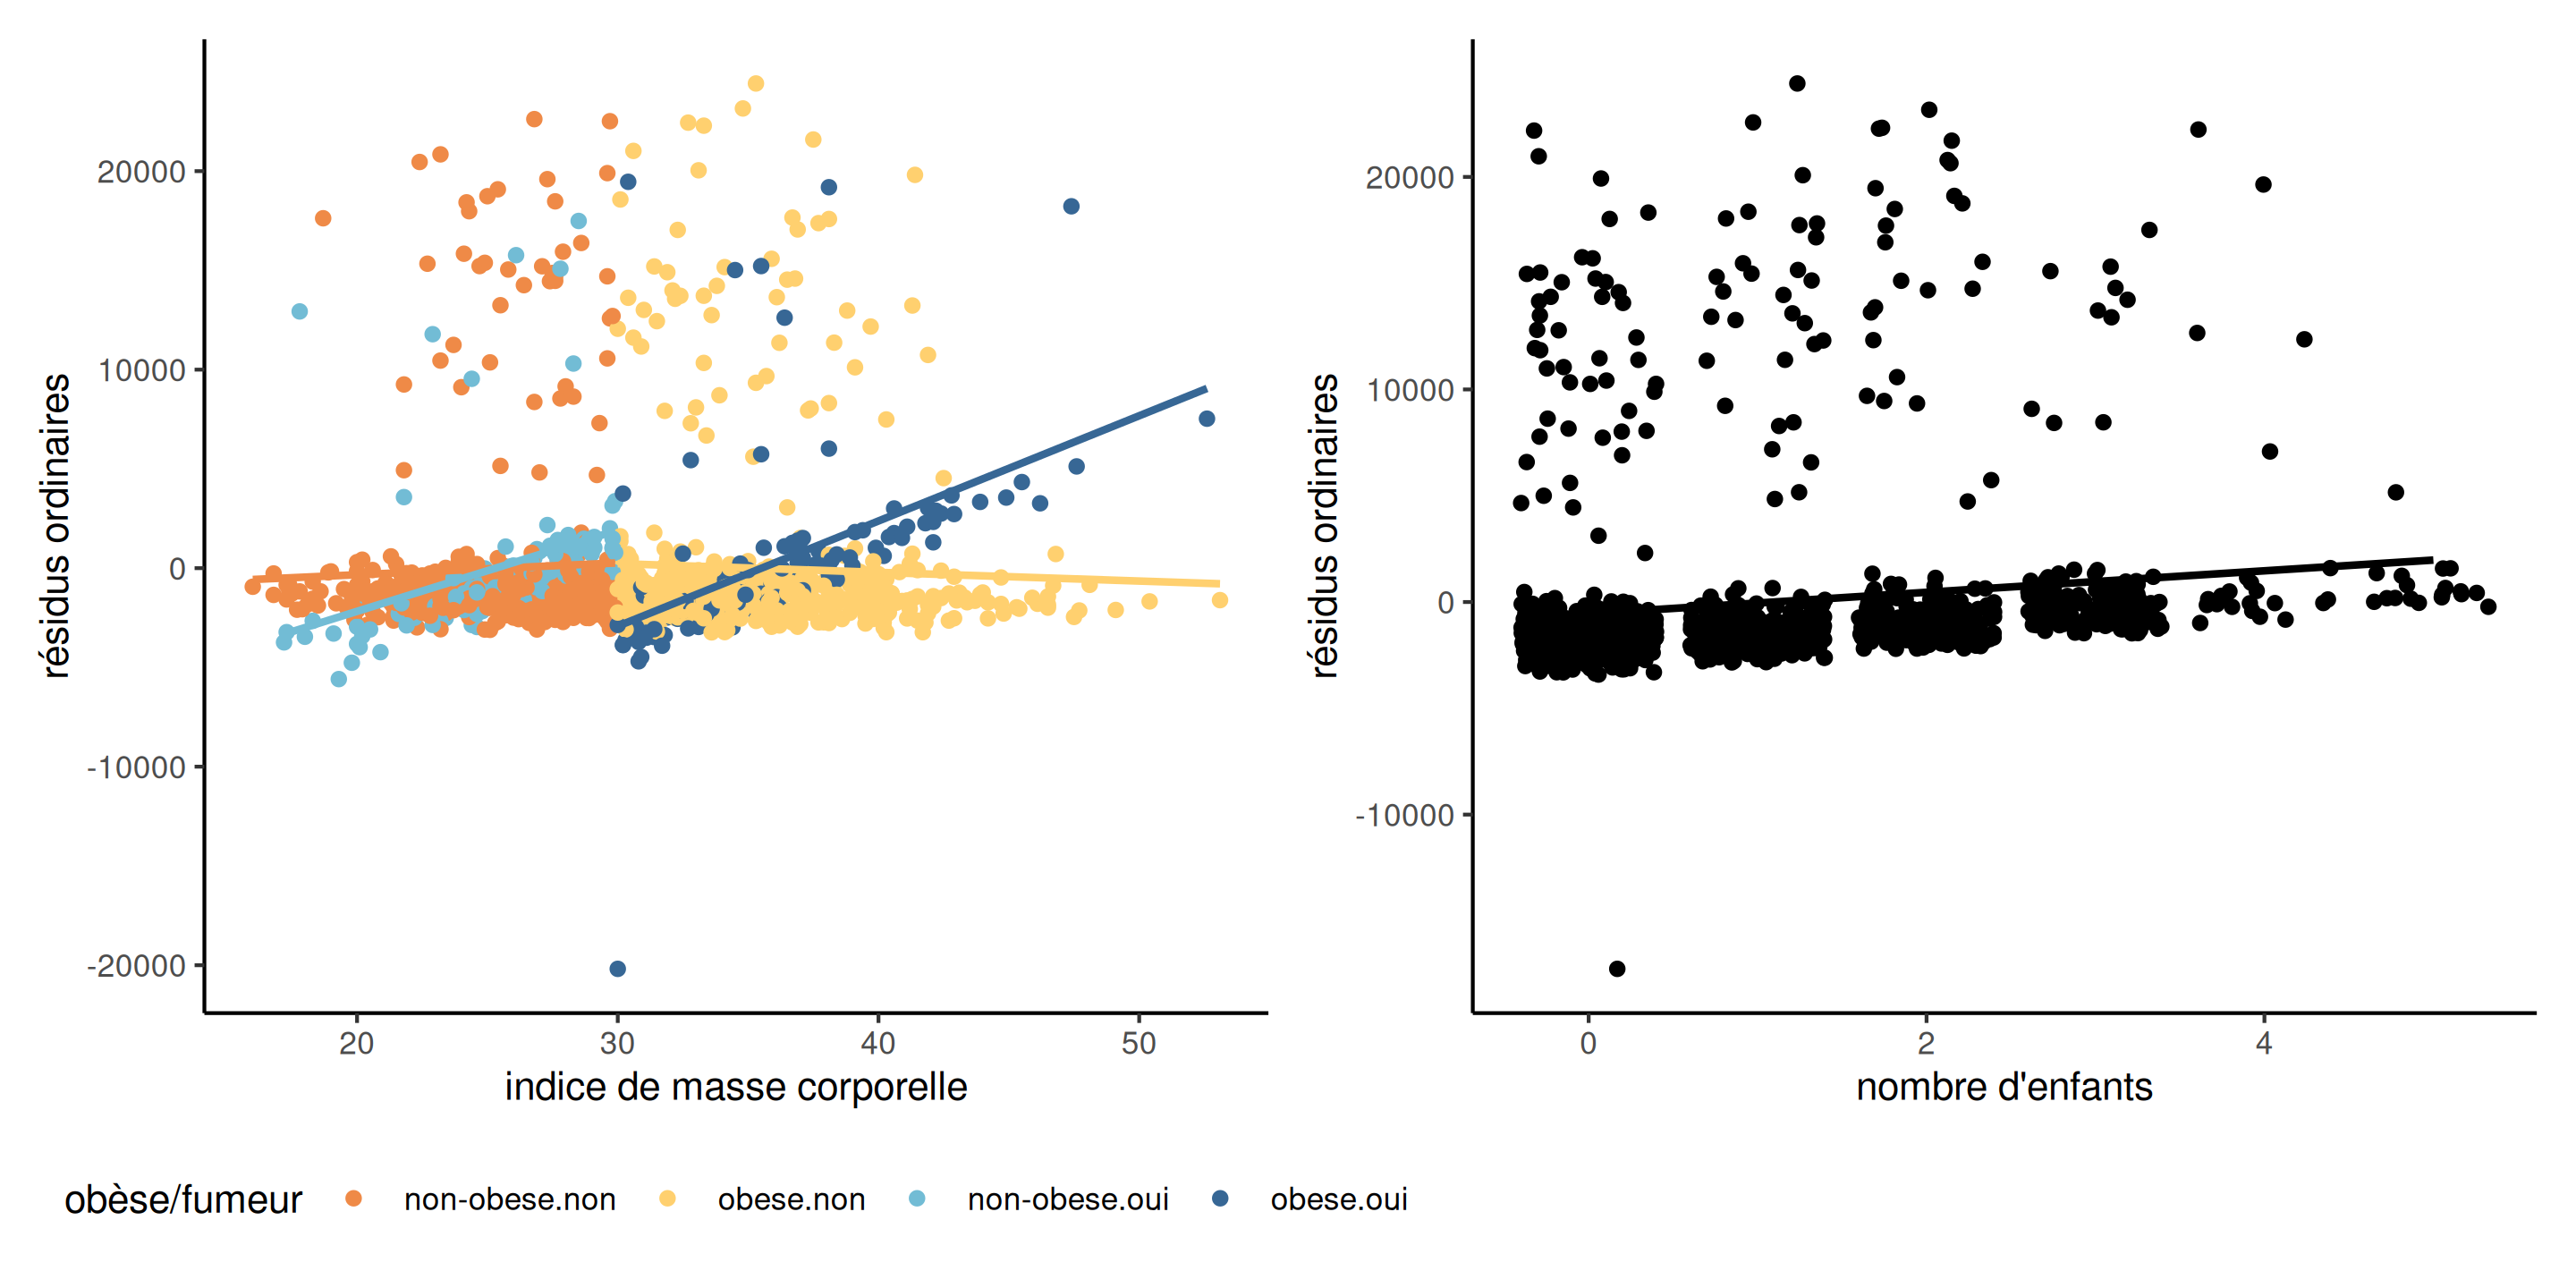 résidus ordinaires
20000
10000
0
-10000
-20000
20 30 40 50
indice de masse corporelle
résidus ordinaires
20000
10000
0
-10000
0 2 4
nombre d'enfants
obèse/fumeur non-obese.non obese.non non-obese.oui obese.oui